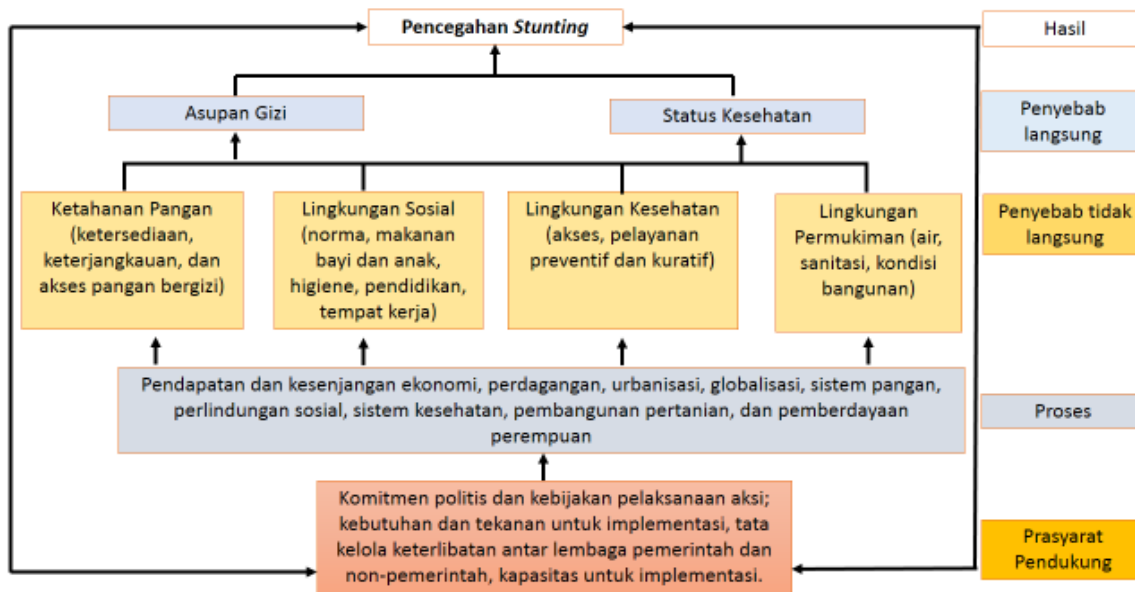 Pencegahan Stunting
Hasil
Asupan Gizi
Status Kesehatan
Penyebab
langsung
Ketahanan Pangan
(ketersediaan,
keterjangkauan, dan
akses pangan bergizi)
Lingkungan Sosial
(norma, makanan
bayi dan anak,
higiene, pendidikan,
tempat kerja)
Lingkungan Kesehatan
(akses, pelayanan
preventif dan kuratif)
Lingkungan
Permukiman (air,
sanitasi, kondisi
bangunan)
Penyebab tidak
langsung
Pendapatan dan kesenjangan ekonomi, perdagangan, urbanisasi, globalisasi, sistem pangan,
perlindungan sosial, sistem kesehatan, pembangunan pertanian, dan pemberdayaan
perempuan
Proses
Komitmen politis dan kebijakan pelaksanaan aksi;
kebutuhan dan tekanan untuk implementasi, tata
kelola keterlibatan antar lembaga pemerintah dan
non-pemerintah, kapasitas untuk implementasi.
Prasyarat
Pendukung